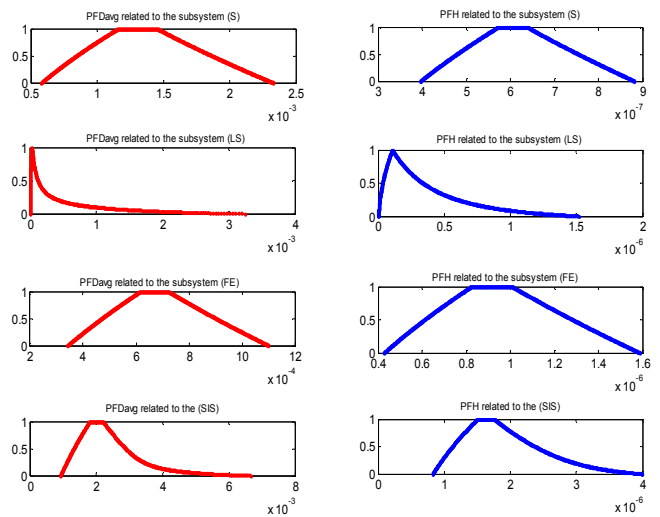 PFDavg related to the subsystem (S)
1
0.5
0
0.5 1 1.5 2 2.5
x 10^-3
PFH related to the subsystem (S)
1
0.5
0
3 4 5 6 7 8 9
x 10^-7
PFDavg related to the subsystem (LS)
1
0.5
0
0 1 2 3 4
x 10^-3
PFH related to the subsystem (LS)
1
0.5
0
0 0.5 1 1.5 2
x 10^-6
PFDavg related to the subsystem (FE)
1
0.5
0
2 4 6 8 10 12
x 10^-4
PFH related to the subsystem (FE)
1
0.5
0
0.4 0.6 0.8 1 1.2 1.4 1.6
x 10^-6
PFDavg related to the (SIS)
1
0.5
0
0 2 4 6 8
x 10^-3
PFH related to the (SIS)
1
0.5
0
0 1 2 3 4
x 10^-6